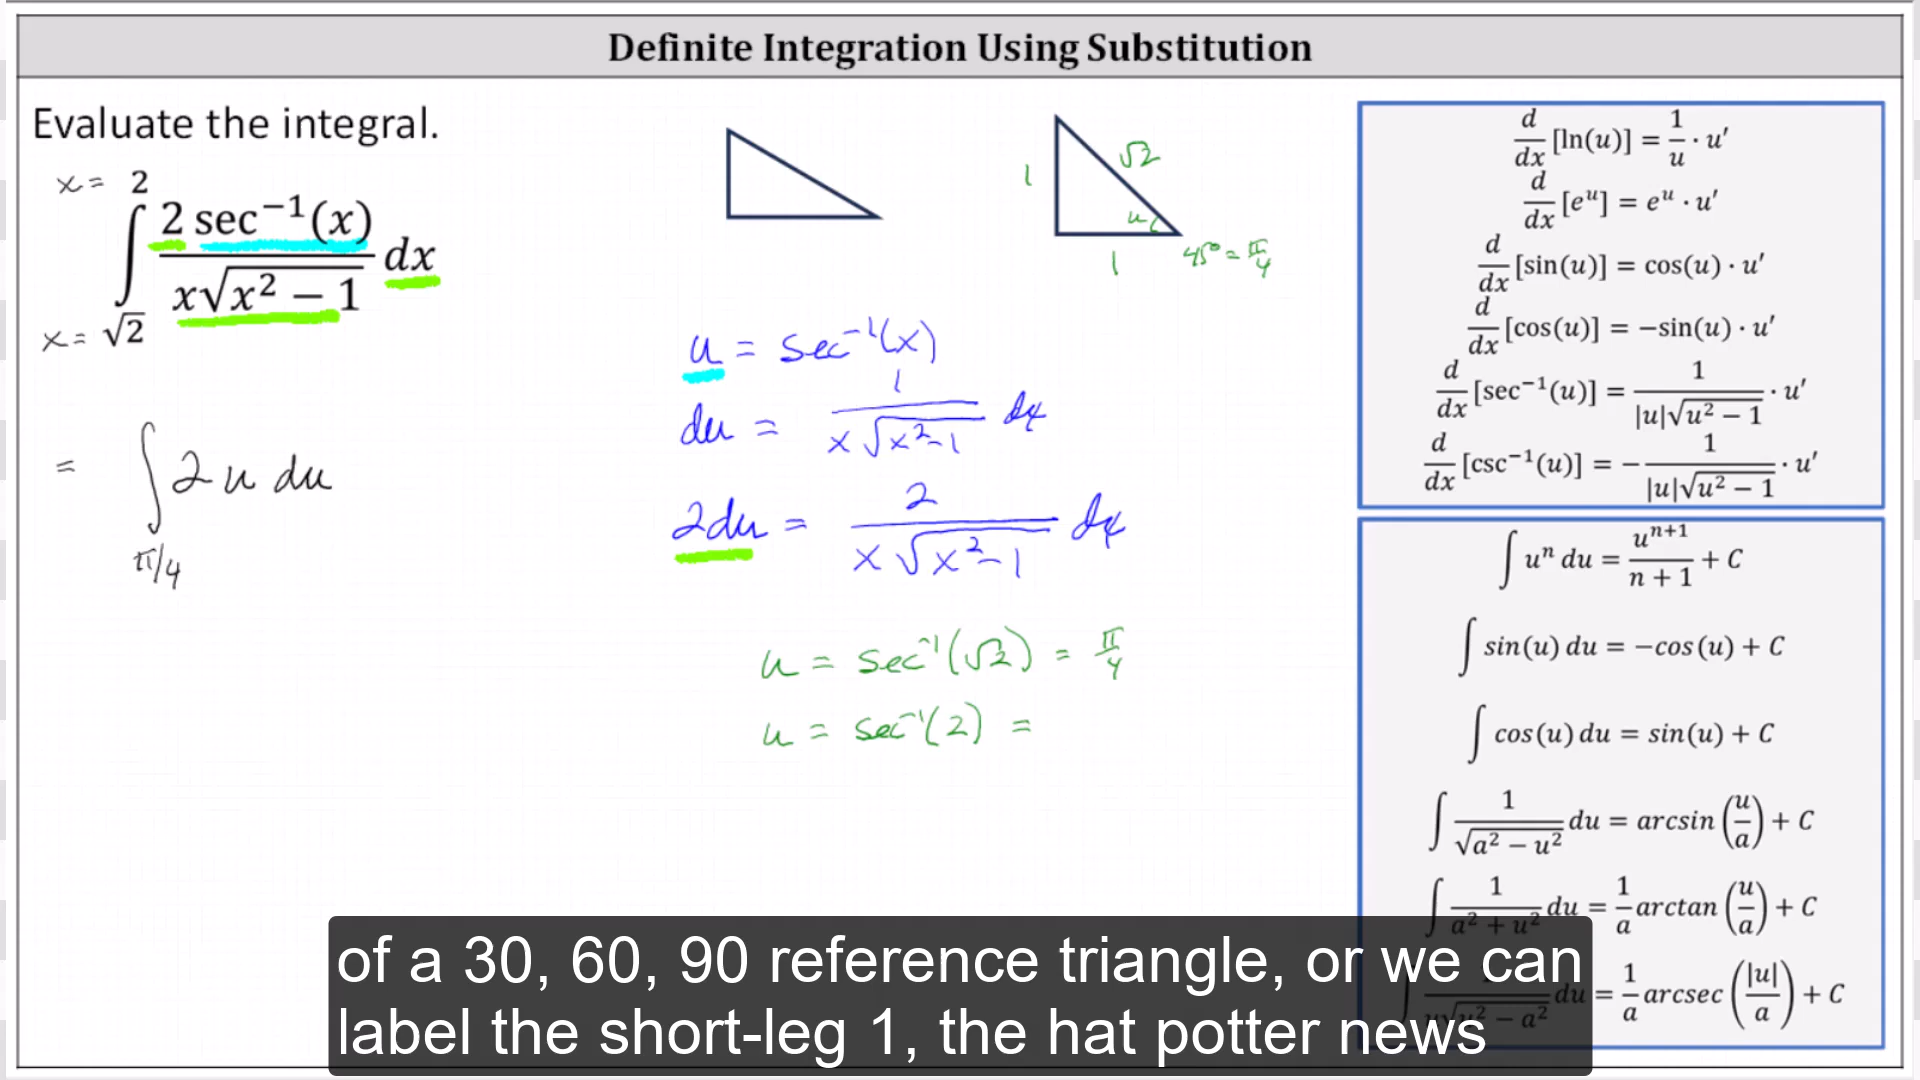 Definite Integration Using Substitution
Evaluate the integral.
x = 2
∫ 2 sec⁻¹(x) / x√x² − 1 dx
x = √2
= ∫ 2 u du
π/4
1
√2
u
1
45° = π/4
u = sec⁻¹(x)
du = 1 / x√x²-1 dx
2du = 2 / x√x²-1 dx
u = sec⁻¹(√2) = π/4
u = sec⁻¹(2) =
d/dx [ln(u)] = 1/u · u′
d/dx [eᵘ] = eᵘ · u′
d/dx [sin(u)] = cos(u) · u′
d/dx [cos(u)] = −sin(u) · u′
d/dx [sec⁻¹(u)] = 1 / |u|√u² − 1 · u′
d/dx [csc⁻¹(u)] = − 1 / |u|√u² − 1 · u′
∫ uⁿ du = uⁿ⁺¹ / n + 1 + C
∫ sin(u) du = −cos(u) + C
∫ cos(u) du = sin(u) + C
∫ 1 / √a² − u² du = arcsin (u/a) + C
∫ 1 / a² + u² du = 1/a arctan (u/a) + C
∫ 1 / u√u² − a² du = 1/a arcsec (|u|/a) + C
of a 30, 60, 90 reference triangle, or we can
label the short-leg 1, the hat potter news